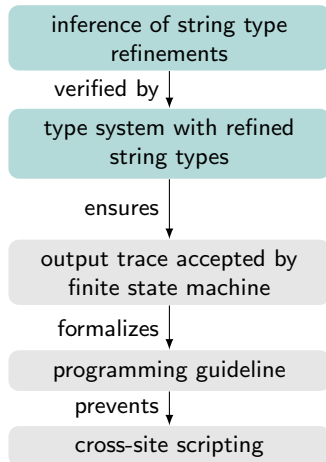 inference of string type
refinements
verified by
type system with refined
string types
ensures
output trace accepted by
finite state machine
formalizes
programming guideline
prevents
cross-site scripting